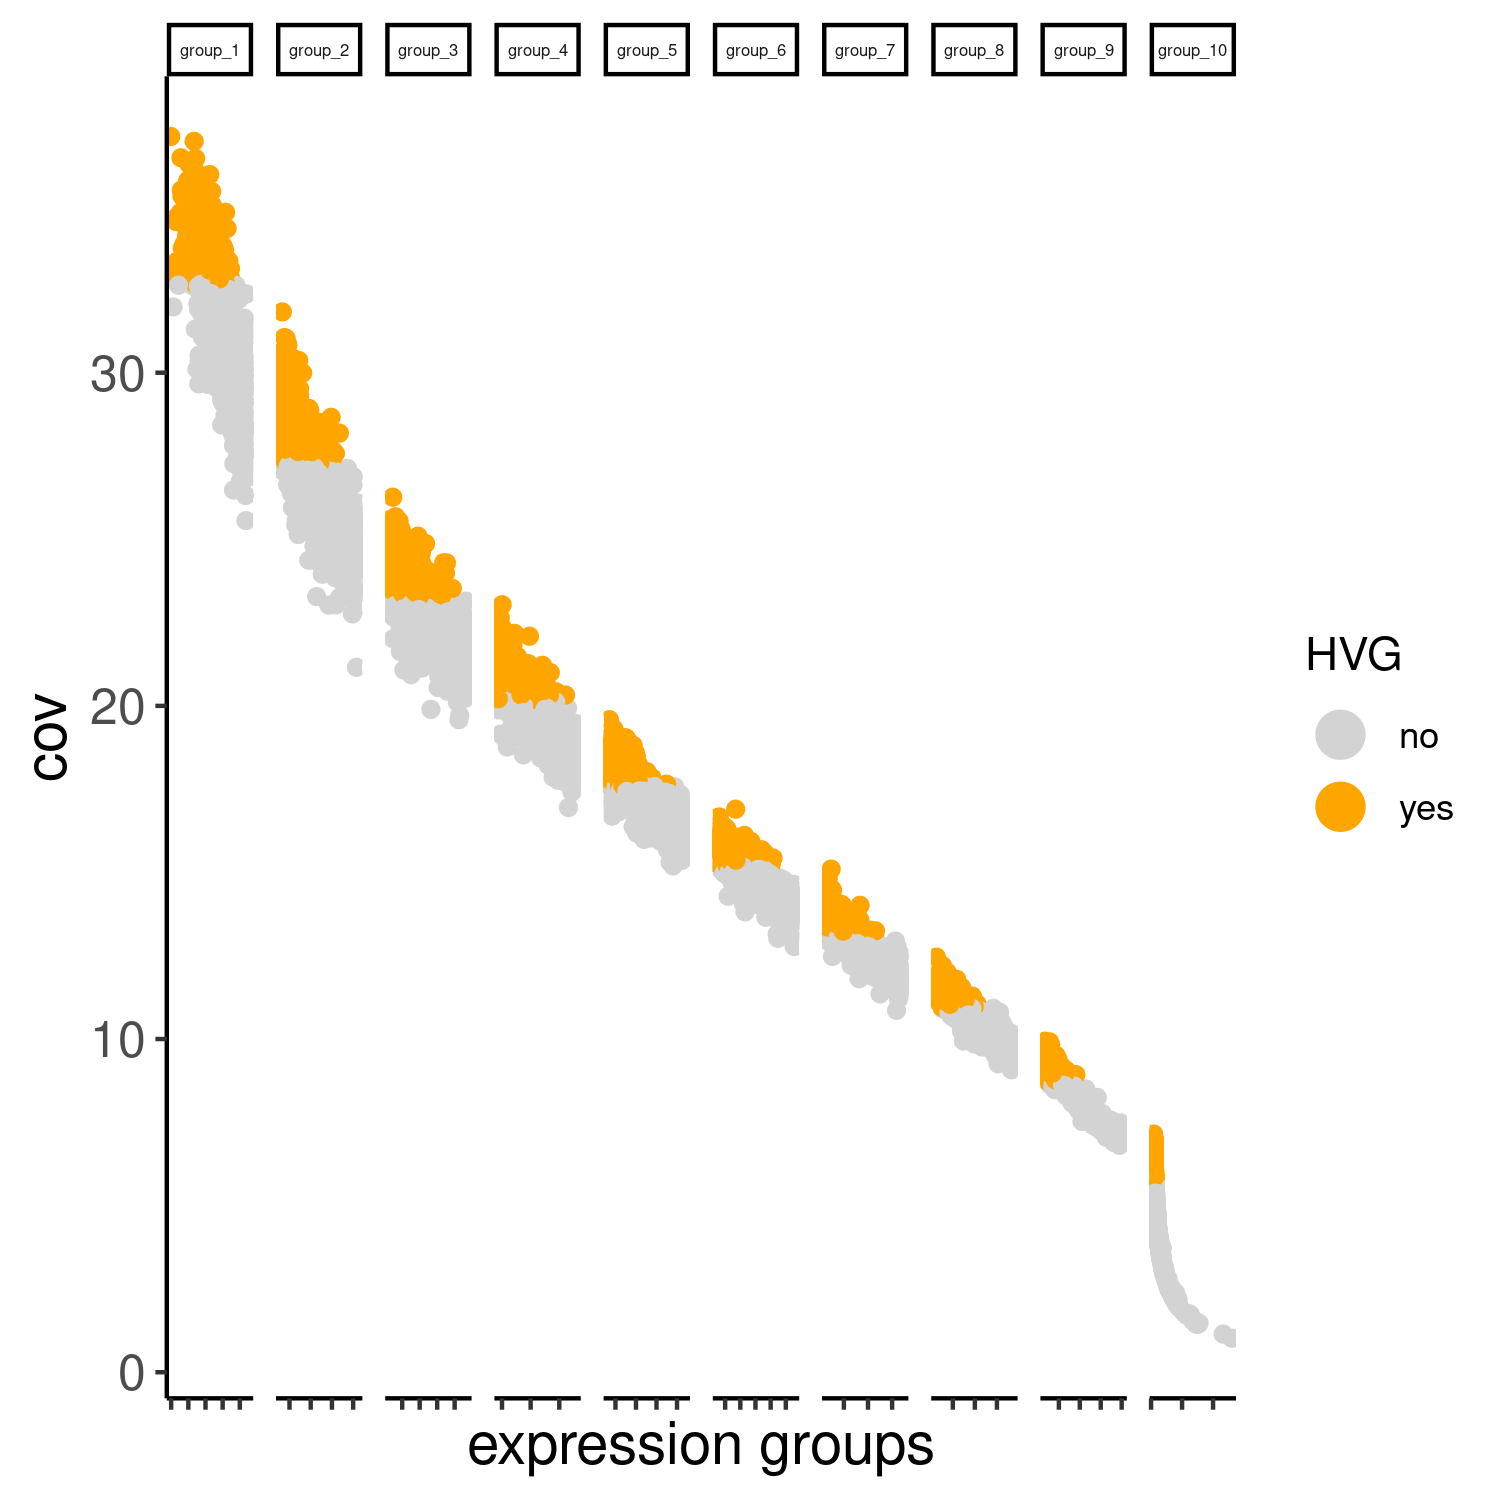 group_1 group_2 group_3 group_4 group_5 group_6 group_7 group_8 group_9 group_10
30
20
10
0
cov
expression groups
HVG
no
yes